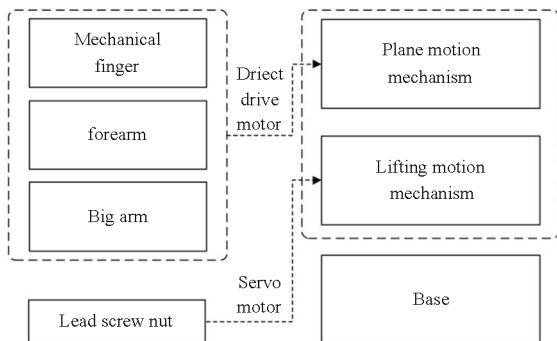 Mechanical
finger
forearm
Big arm
Lead screw nut
Driect
drive
motor
Servo
motor
Plane motion
mechanism
Lifting motion
mechanism
Base